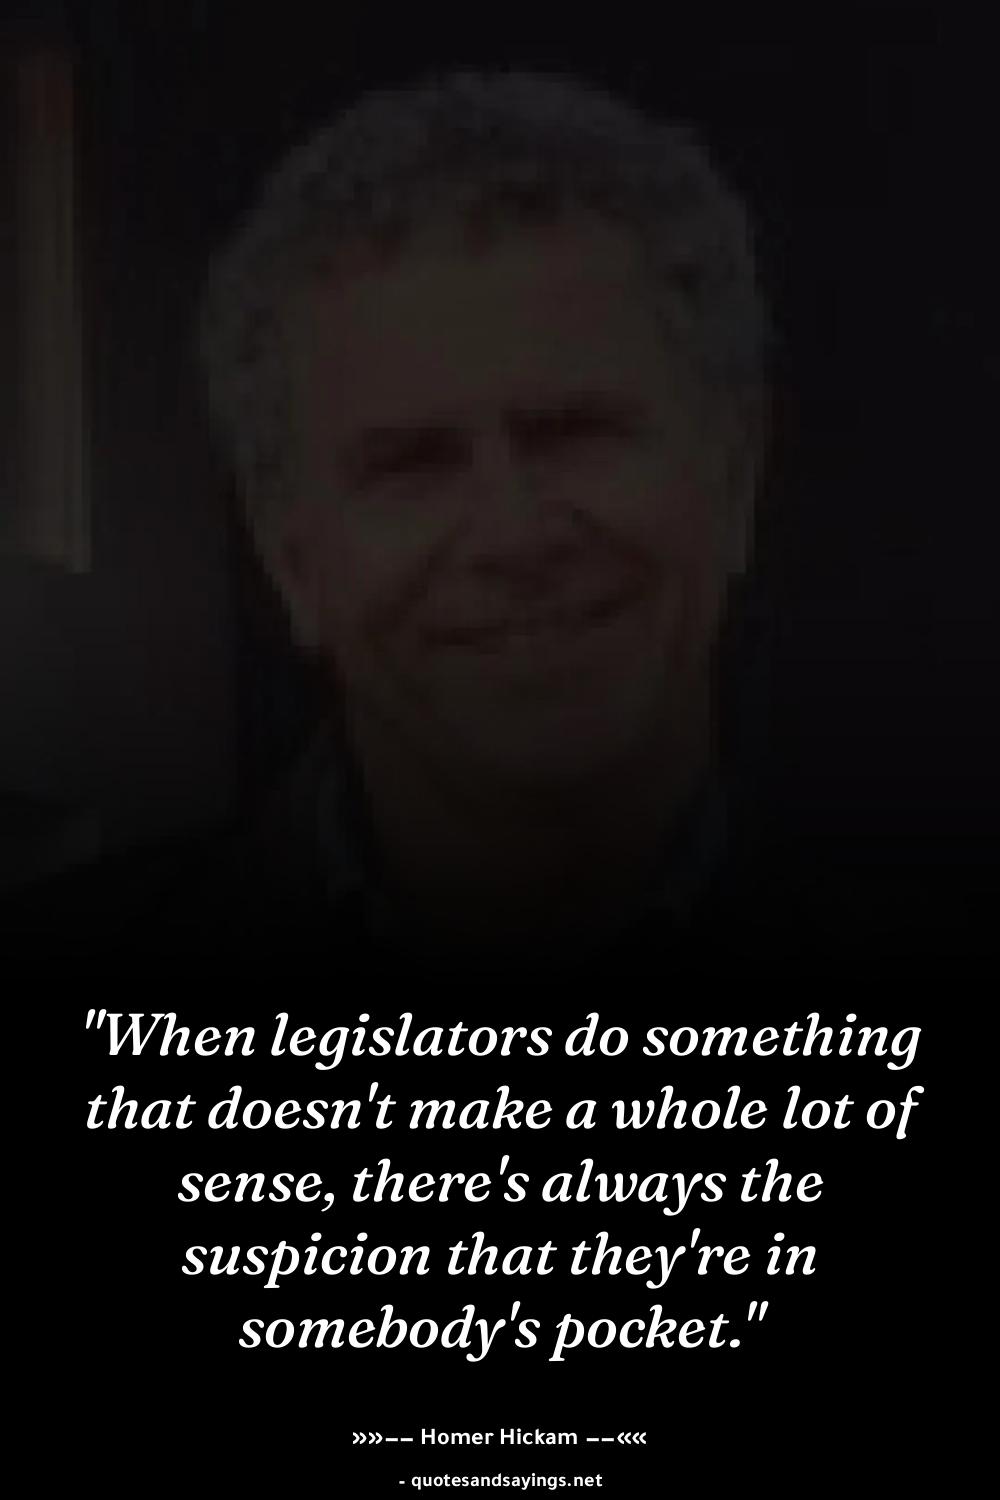 "When legislators do something
that doesn't make a whole lot of
sense, there's always the
suspicion that they're in
somebody's pocket."
»»–– Homer Hickam ––««
- quotesandsayings.net